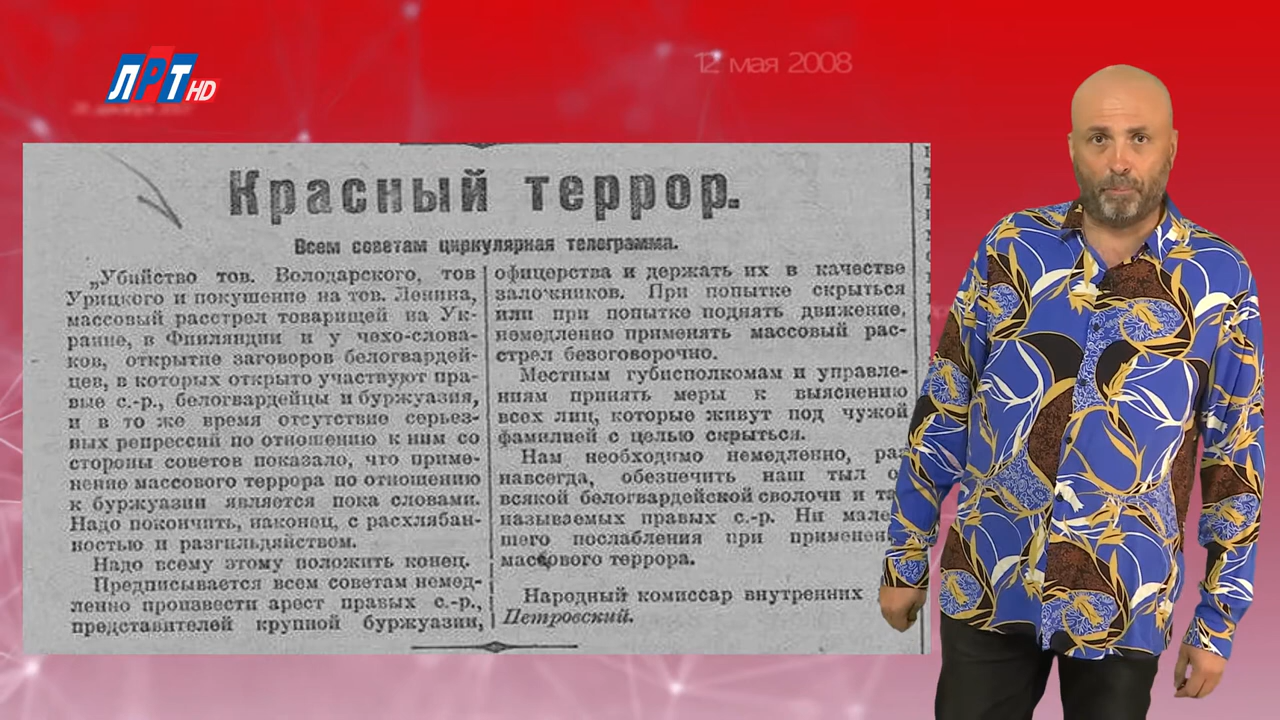 ЛРТ HD
12 мая 2008
Красный террор.
Всем советам циркулярная телеграмма.
„Убийство тов. Володарского, тов
Урицкого и покушение на тов. Ленина,
массовый расстрел товарищей на Ук-
раине, в Финляндии и у чехо-слова-
ков, открытие заговоров белогвардей-
цев, в которых открыто участвуют пра-
вые с.-р., белогвардейцы и буржуазия,
и в то же время отсутствие серьез-
ных репрессий по отношению к ним со
стороны советов показало, что приме-
нение массового террора по отношению
к буржуазии является пока словами.
Надо покончить, наконец, с расхлябан-
ностью и разгильдяйством.
Надо всему этому положить конец.
Предписывается всем советам немед-
ленно произвести арест правых с.-р.,
представителей крупной буржуазии,
офицерства и держать их в качестве
заложников. При попытке скрыться
или при попытке поднять движение,
немедленно применять массовый рас-
стрел безоговорочно.
Местным губисполкомам и управле-
ниям принять меры к выяснению
всех лиц, которые живут под чужой
фамилией с целью скрыться.
Нам необходимо немедленно, раз
навсегда, обеспечить наш тыл о
всякой белогвардейской сволочи и та
называемых правых с.-р. Ни малей
шего послабления при применен
массового террора.
Народный комиссар внутренних
Петровский.